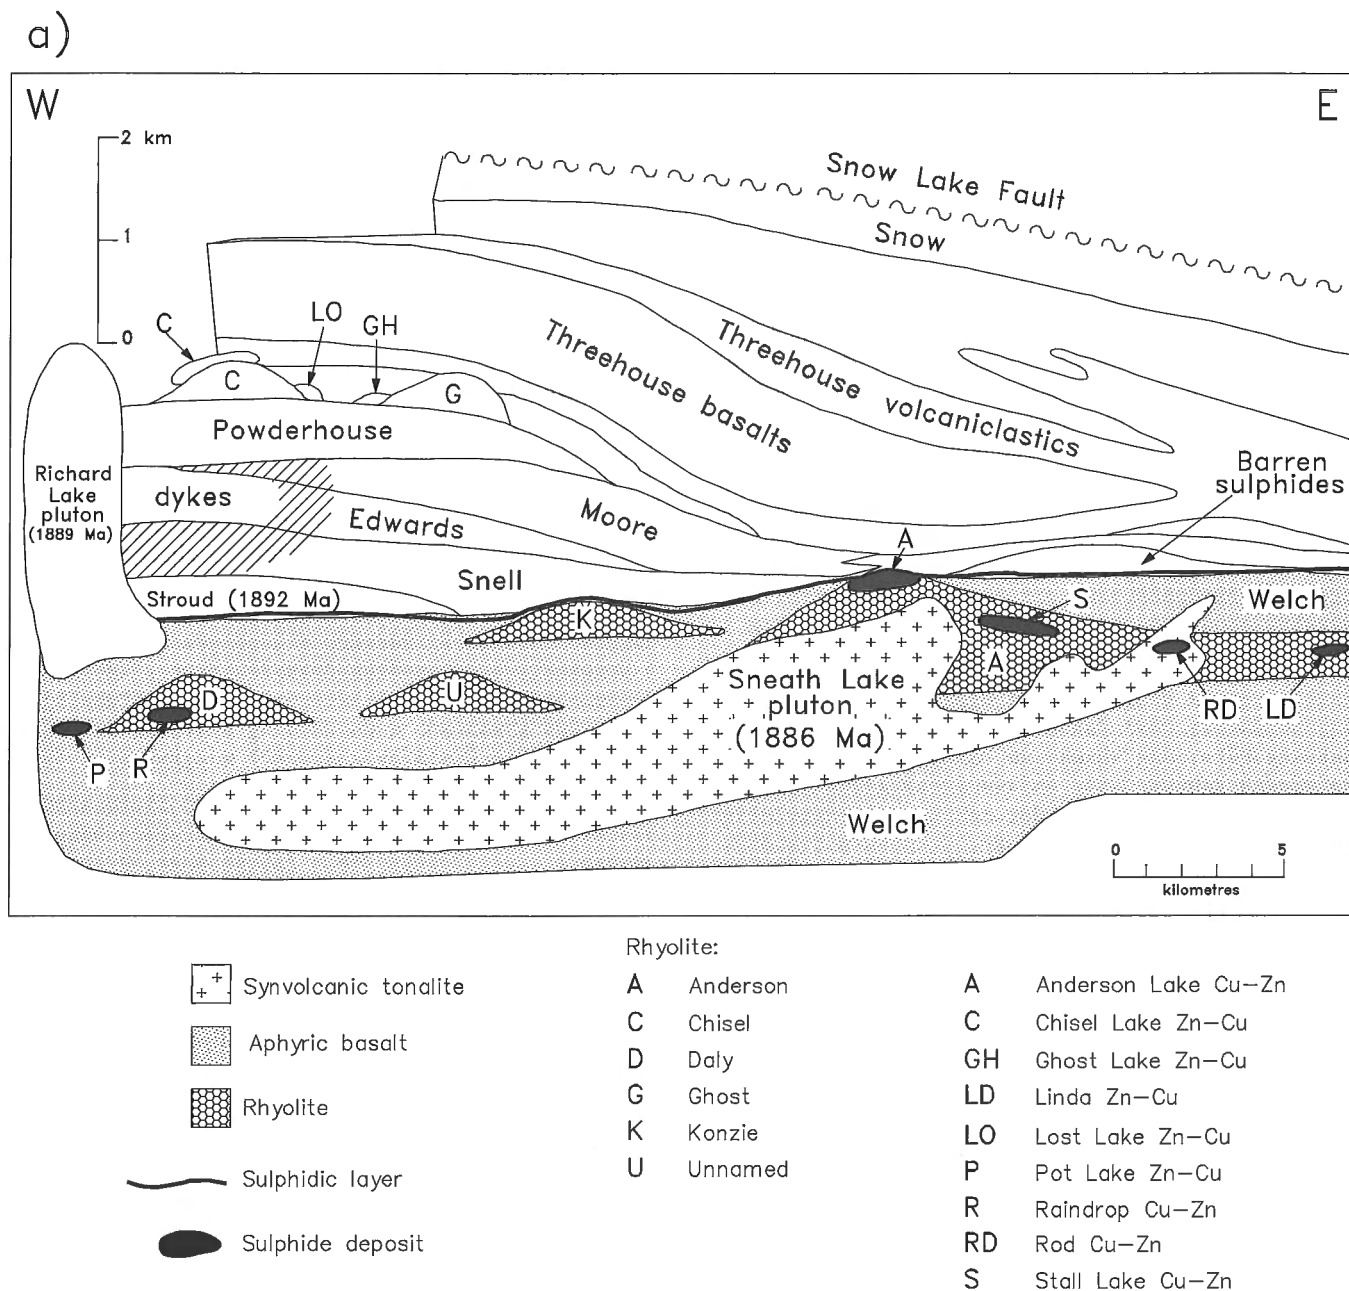 a)
W
E
2 km
1
0
Snow Lake Fault
Snow
C
LO
GH
C
G
Threehouse basalts
Threehouse volcaniclastics
Powderhouse
Barren
sulphides
Richard
Lake
pluton
(1889 Ma)
dykes
Edwards
Moore
A
Snell
Stroud (1892 Ma)
S
Welch
K
A
Sneath Lake
pluton
(1886 Ma)
D
U
RD
LD
P
R
Welch
0
5
kilometres
Synvolcanic tonalite
Aphyric basalt
Rhyolite
Sulphidic layer
Sulphide deposit
Rhyolite:
A Anderson
C Chisel
D Daly
G Ghost
K Konzie
U Unnamed
A Anderson Lake Cu-Zn
C Chisel Lake Zn-Cu
GH Ghost Lake Zn-Cu
LD Linda Zn-Cu
LO Lost Lake Zn-Cu
P Pot Lake Zn-Cu
R Raindrop Cu-Zn
RD Rod Cu-Zn
S Stall Lake Cu-Zn